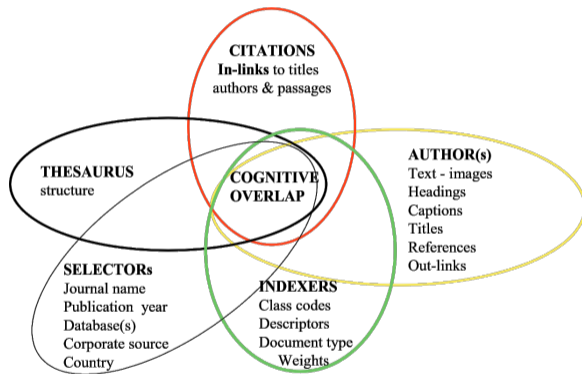 CITATIONS
In-links to titles
authors & passages
THESAURUS
structure
COGNITIVE
OVERLAP
AUTHOR(s)
Text - images
Headings
Captions
Titles
References
Out-links
SELECTORs
Journal name
Publication year
Database(s)
Corporate source
Country
INDEXERS
Class codes
Descriptors
Document type
Weights